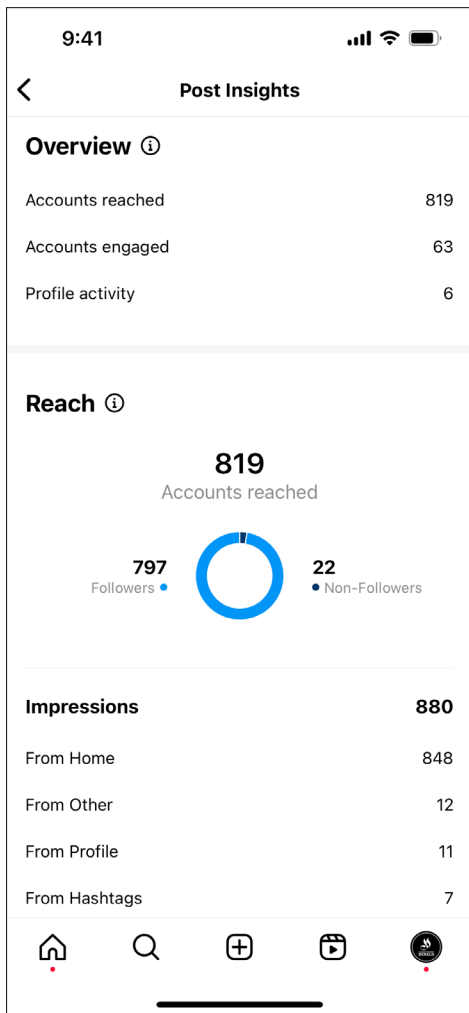 9:41
Post Insights
Overview
Accounts reached 819
Accounts engaged 63
Profile activity 6
Reach
819
Accounts reached
797
Followers
22
Non-Followers
Impressions 880
From Home 848
From Other 12
From Profile 11
From Hashtags 7